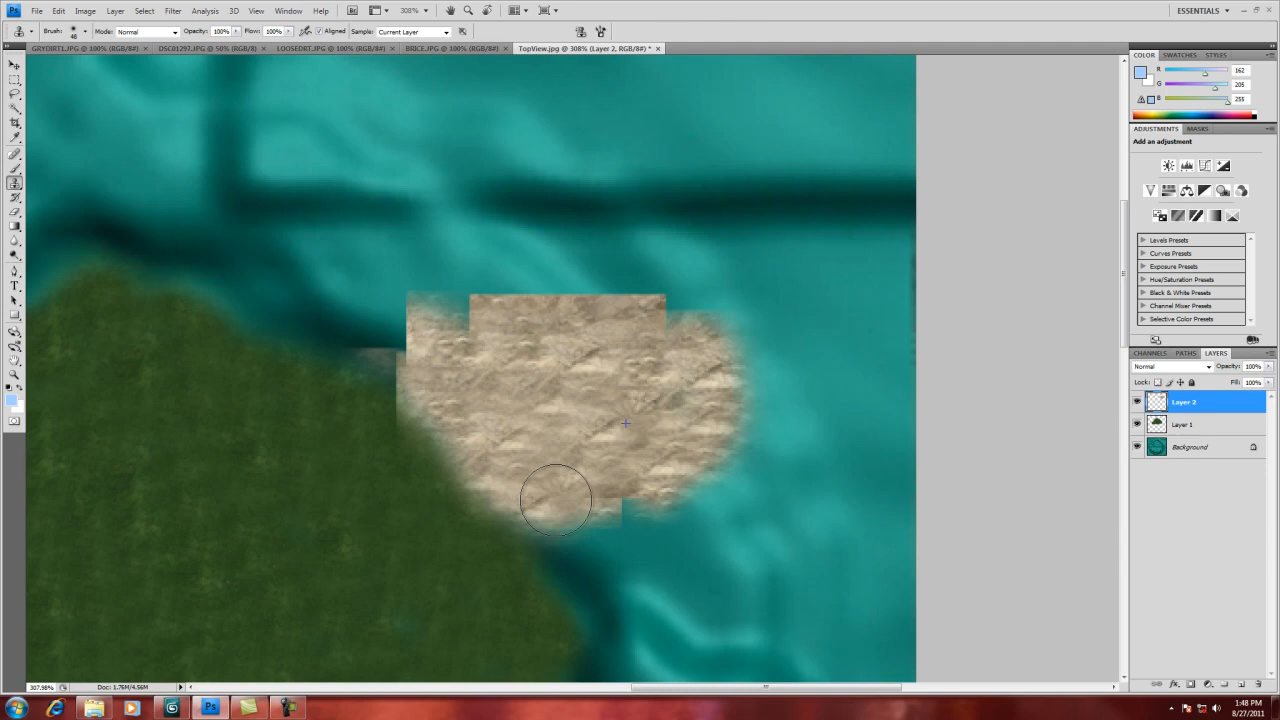 Ps File Edit Image Layer Select Filter Analysis 3D View Window Help Br 308% ESSENTIALS
Brush: 48 Mode: Normal Opacity: 100% Flow: 100% Aligned Sample: Current Layer
GRYDIRT1.JPG @ 100% (RGB/8#) × DSC01297.JPG @ 50% (RGB/8) × LOOSEDRT.JPG @ 100% (RGB/8#) × BRICE.JPG @ 100% (RGB/8#) × TopView.jpg @ 308% (Layer 2, RGB/8#) * ×
COLOR SWATCHES STYLES
R 162
G 205
B 255
ADJUSTMENTS MASKS
Add an adjustment
Levels Presets
Curves Presets
Exposure Presets
Hue/Saturation Presets
Black & White Presets
Channel Mixer Presets
Selective Color Presets
CHANNELS PATHS LAYERS
Normal Opacity: 100%
Lock: Fill: 100%
Layer 2
Layer 1
Background
307.98% Doc: 1.76M/4.56M
Ps 1:48 PM
8/27/2011